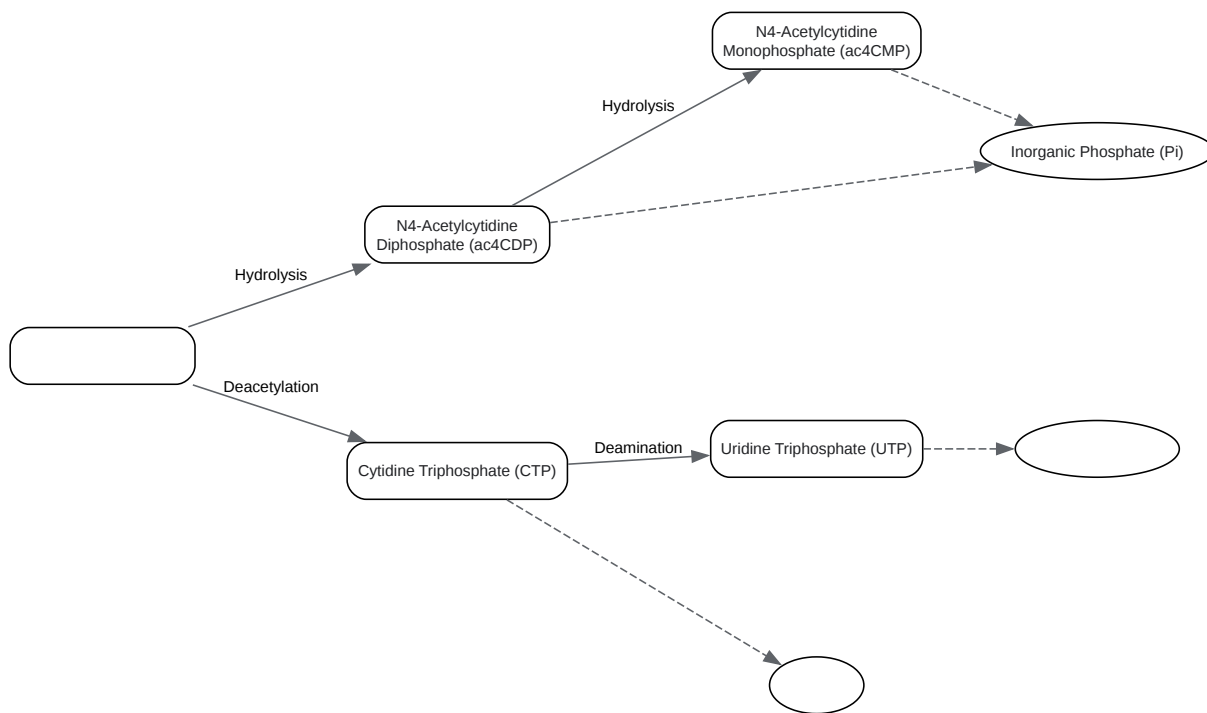 N4-Acetylcytidine
Monophosphate (ac4CMP)
Hydrolysis
Inorganic Phosphate (Pi)
N4-Acetylcytidine
Diphosphate (ac4CDP)
Hydrolysis
Deacetylation
Deamination
Uridine Triphosphate (UTP)
Cytidine Triphosphate (CTP)